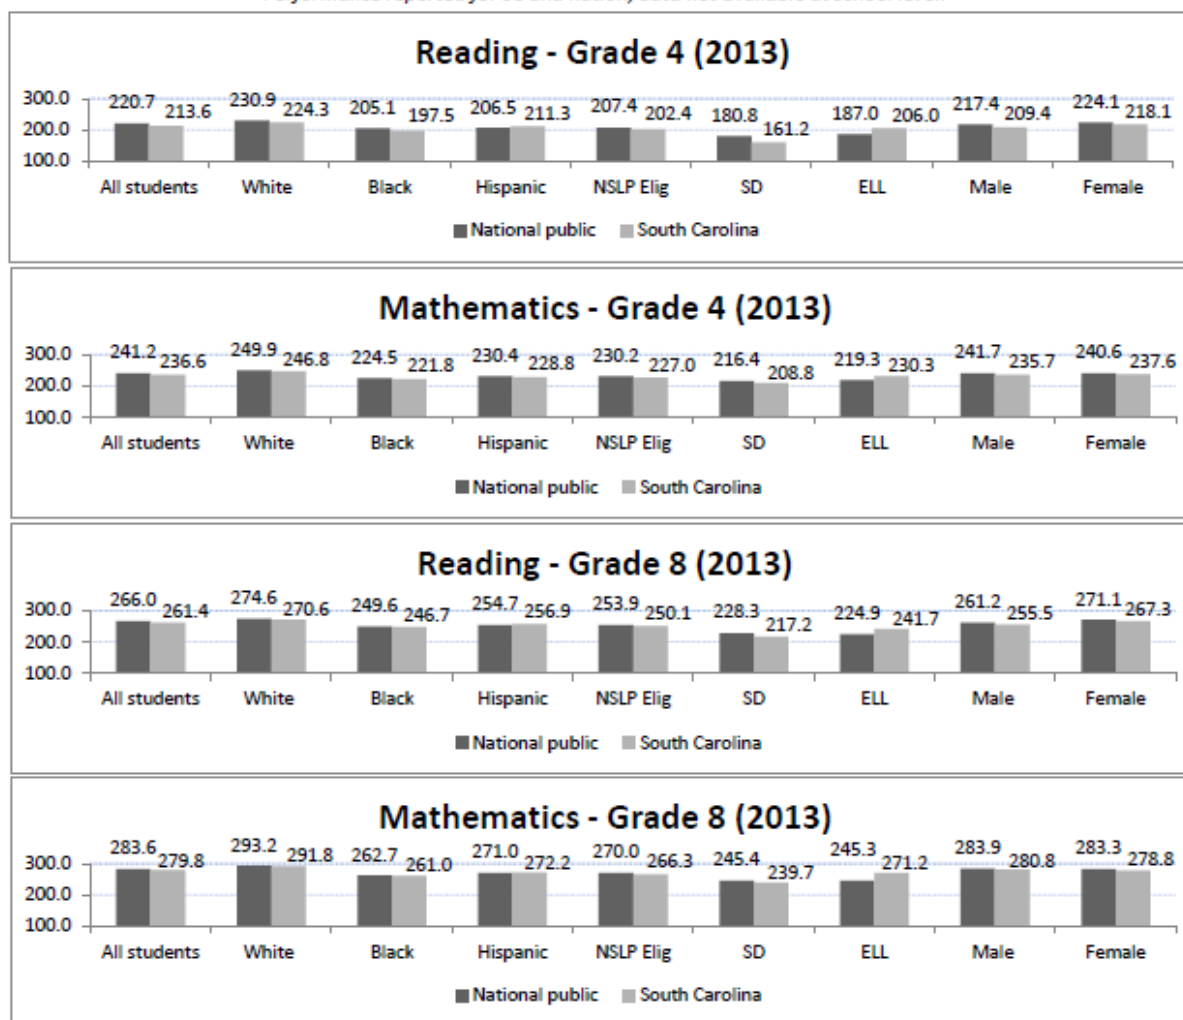 Reading - Grade 4 (2013)
300.0 220.7 213.6 230.9 224.3 205.1 197.5 206.5 211.3 207.4 202.4 180.8 161.2 187.0 206.0 217.4 209.4 224.1 218.1
200.0
100.0
All students White Black Hispanic NSLP Elig SD ELL Male Female
National public South Carolina
Mathematics - Grade 4 (2013)
300.0 241.2 236.6 249.9 246.8 224.5 221.8 230.4 228.8 230.2 227.0 216.4 208.8 219.3 230.3 241.7 235.7 240.6 237.6
200.0
100.0
All students White Black Hispanic NSLP Elig SD ELL Male Female
National public South Carolina
Reading - Grade 8 (2013)
300.0 266.0 261.4 274.6 270.6 249.6 246.7 254.7 256.9 253.9 250.1 228.3 217.2 224.9 241.7 261.2 255.5 271.1 267.3
200.0
100.0
All students White Black Hispanic NSLP Elig SD ELL Male Female
National public South Carolina
Mathematics - Grade 8 (2013)
300.0 283.6 279.8 293.2 291.8 262.7 261.0 271.0 272.2 270.0 266.3 245.4 239.7 245.3 271.2 283.9 280.8 283.3 278.8
200.0
100.0
All students White Black Hispanic NSLP Elig SD ELL Male Female
National public South Carolina